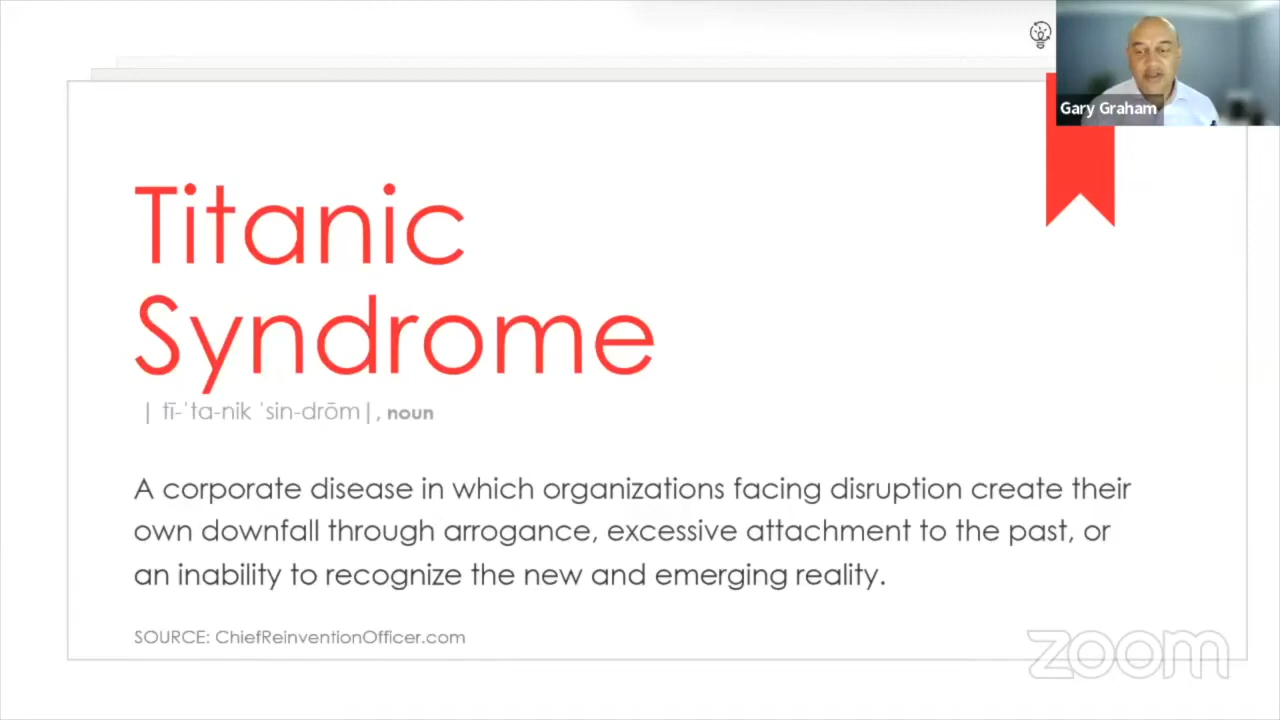 Gary Graham
Titanic
Syndrome
| tī-ˈta-nik ˈsin-drōm|, noun
A corporate disease in which organizations facing disruption create their
own downfall through arrogance, excessive attachment to the past, or
an inability to recognize the new and emerging reality.
SOURCE: ChiefReinventionOfficer.com
zoom